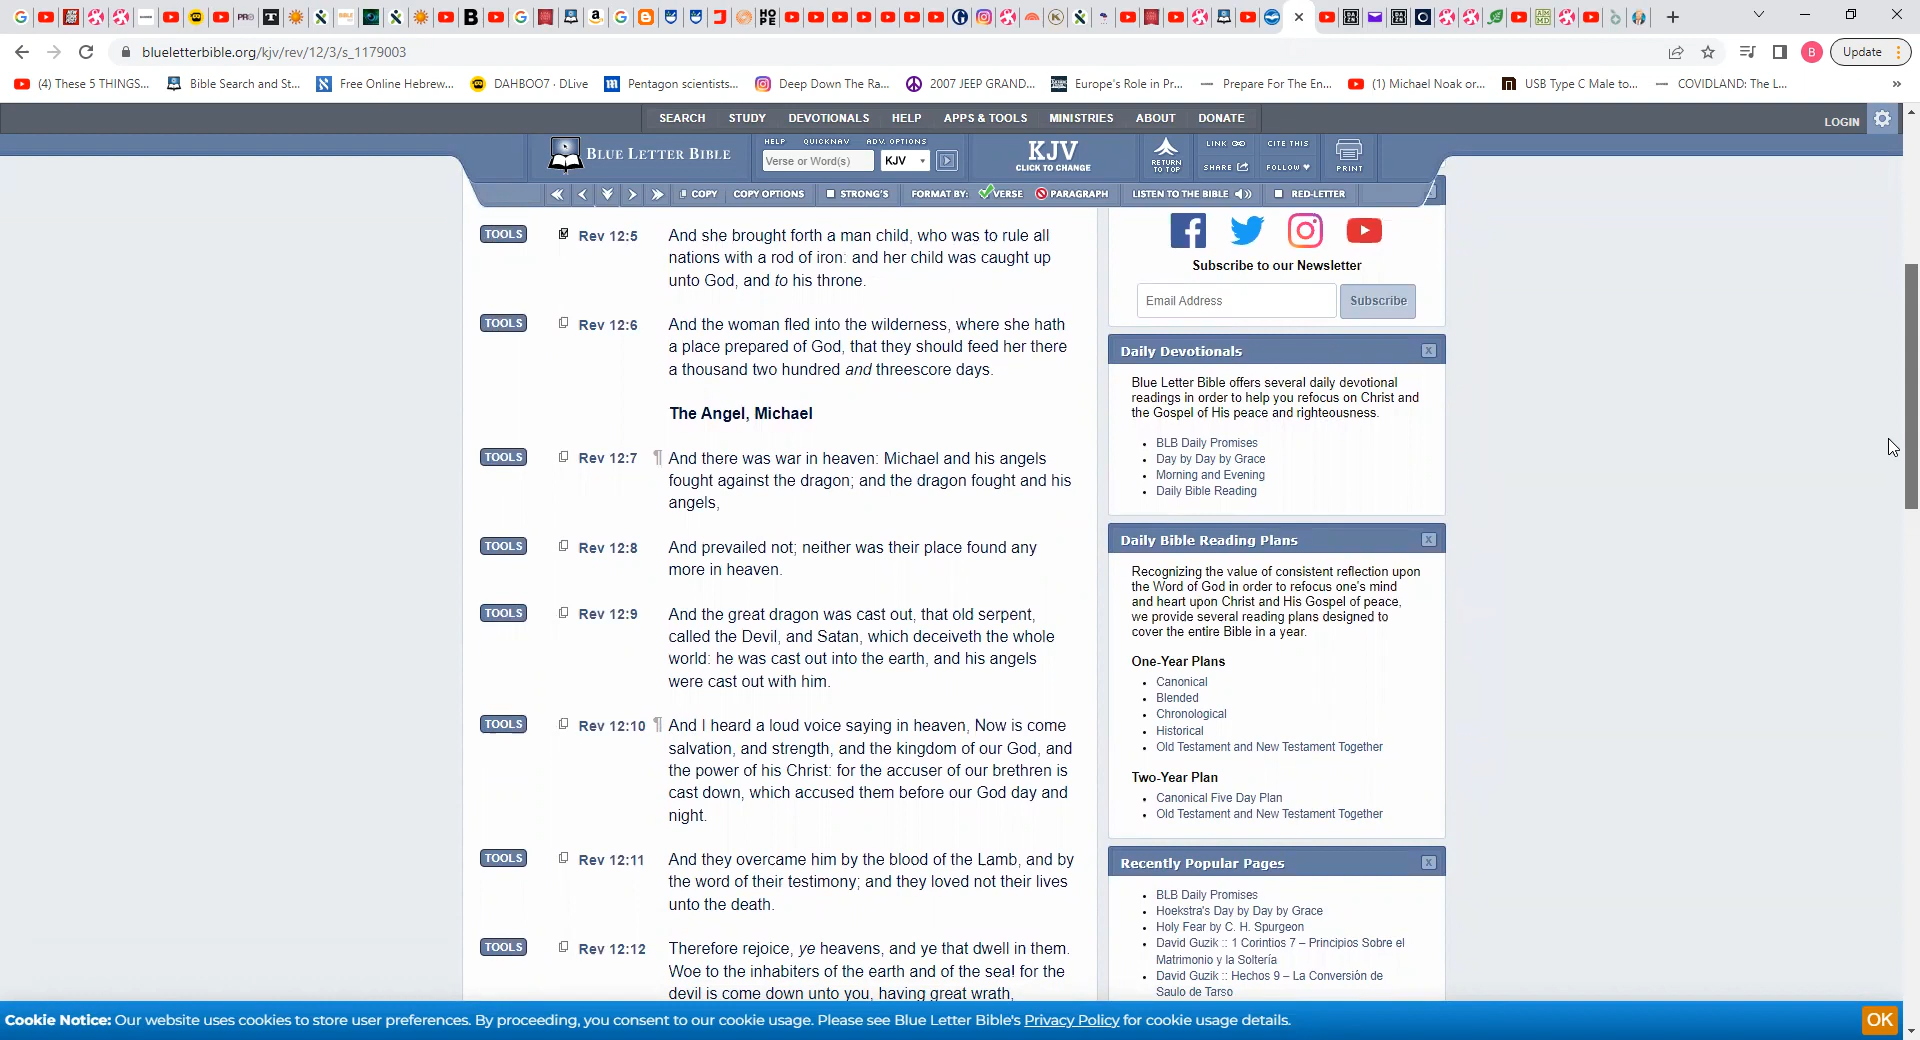 blueletterbible.org/kjv/rev/12/3/s_1179003
B
Update
(4) These 5 THINGS...
Bible Search and St...
Free Online Hebrew...
DAHBOO7 · DLive
Pentagon scientists...
Deep Down The Ra...
2007 JEEP GRAND...
Europe's Role in Pr...
Prepare For The En...
(1) Michael Noak or...
USB Type C Male to...
COVIDLAND: The L...
»
SEARCH STUDY DEVOTIONALS HELP APPS & TOOLS MINISTRIES ABOUT DONATE
LOGIN
BLUE LETTER BIBLE
HELP QUICKNAV ADV. OPTIONS
Verse or Word(s)
KJV
KJV
CLICK TO CHANGE
RETURN
TO TOP
LINK
CITE THIS
SHARE
FOLLOW
PRINT
COPY COPY OPTIONS STRONG'S FORMAT BY: VERSE PARAGRAPH LISTEN TO THE BIBLE RED-LETTER
TOOLS Rev 12:5 And she brought forth a man child, who was to rule all
nations with a rod of iron: and her child was caught up
unto God, and to his throne.
TOOLS Rev 12:6 And the woman fled into the wilderness, where she hath
a place prepared of God, that they should feed her there
a thousand two hundred and threescore days.
The Angel, Michael
TOOLS Rev 12:7 ¶ And there was war in heaven: Michael and his angels
fought against the dragon; and the dragon fought and his
angels,
TOOLS Rev 12:8 And prevailed not; neither was their place found any
more in heaven.
TOOLS Rev 12:9 And the great dragon was cast out, that old serpent,
called the Devil, and Satan, which deceiveth the whole
world: he was cast out into the earth, and his angels
were cast out with him.
TOOLS Rev 12:10 ¶ And I heard a loud voice saying in heaven, Now is come
salvation, and strength, and the kingdom of our God, and
the power of his Christ: for the accuser of our brethren is
cast down, which accused them before our God day and
night.
TOOLS Rev 12:11 And they overcame him by the blood of the Lamb, and by
the word of their testimony; and they loved not their lives
unto the death.
TOOLS Rev 12:12 Therefore rejoice, ye heavens, and ye that dwell in them.
Woe to the inhabiters of the earth and of the sea! for the
devil is come down unto you, having great wrath,
Subscribe to our Newsletter
Email Address
Subscribe
Daily Devotionals
Blue Letter Bible offers several daily devotional
readings in order to help you refocus on Christ and
the Gospel of His peace and righteousness.
BLB Daily Promises
Day by Day by Grace
Morning and Evening
Daily Bible Reading
Daily Bible Reading Plans
Recognizing the value of consistent reflection upon
the Word of God in order to refocus one's mind
and heart upon Christ and His Gospel of peace,
we provide several reading plans designed to
cover the entire Bible in a year.
One-Year Plans
Canonical
Blended
Chronological
Historical
Old Testament and New Testament Together
Two-Year Plan
Canonical Five Day Plan
Old Testament and New Testament Together
Recently Popular Pages
BLB Daily Promises
Hoekstra's Day by Day by Grace
Holy Fear by C. H. Spurgeon
David Guzik :: 1 Corintios 7 – Principios Sobre el
Matrimonio y la Soltería
David Guzik :: Hechos 9 – La Conversión de
Saulo de Tarso
Cookie Notice: Our website uses cookies to store user preferences. By proceeding, you consent to our cookie usage. Please see Blue Letter Bible's Privacy Policy for cookie usage details.
OK